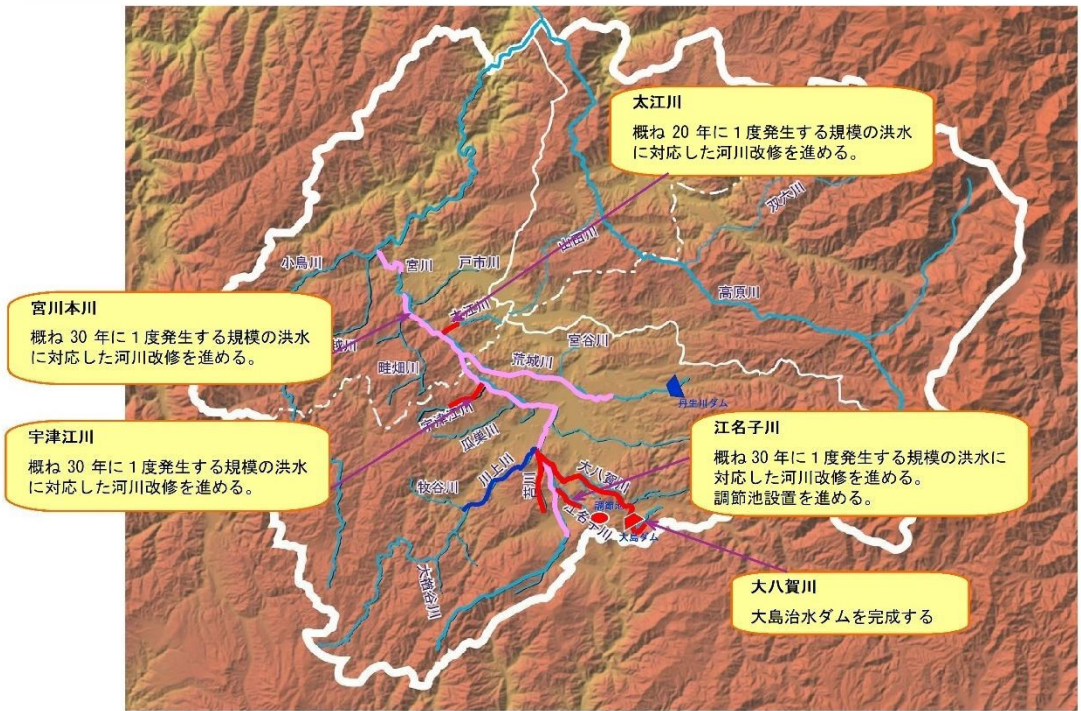 太江川
概ね 20 年に１度発生する規模の洪水
に対応した河川改修を進める。
双六川
山田川
小鳥川
宮川
戸市川
高原川
宮川本川
概ね 30 年に１度発生する規模の洪水
に対応した河川改修を進める。
太江川
宮谷川
荒城川
畦畑川
丹生川ダム
宇津江川
宇津江川
概ね 30 年に１度発生する規模の洪水
に対応した河川改修を進める。
瓜巣川
江名子川
概ね 30 年に１度発生する規模の洪水に
対応した河川改修を進める。
調節池設置を進める。
川上川
牧谷川
苔川
大八賀川
調節池
江名子川
大島ダム
大八賀川
大島治水ダムを完成する
大楢谷川